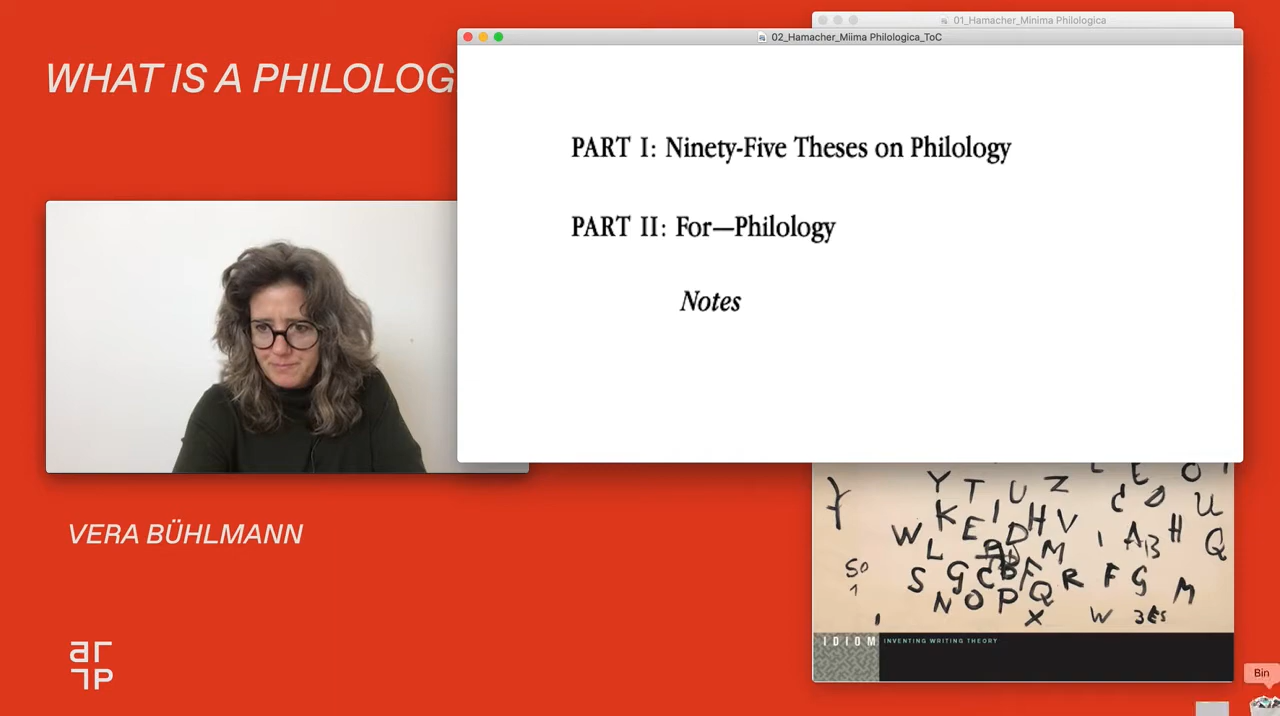 01_Hamacher_Minima Philologica
02_Hamacher_Miima Philologica_ToC
WHAT IS A PHILOLOG
PART I: Ninety-Five Theses on Philology
PART II: For—Philology
Notes
VERA BÜHLMANN
Y T U Z
K E I H V
W L D M
S G C B F R F G M
N O P Q
X W
A B H Q
IDIOM INVENTING WRITING THEORY
ar
Bin